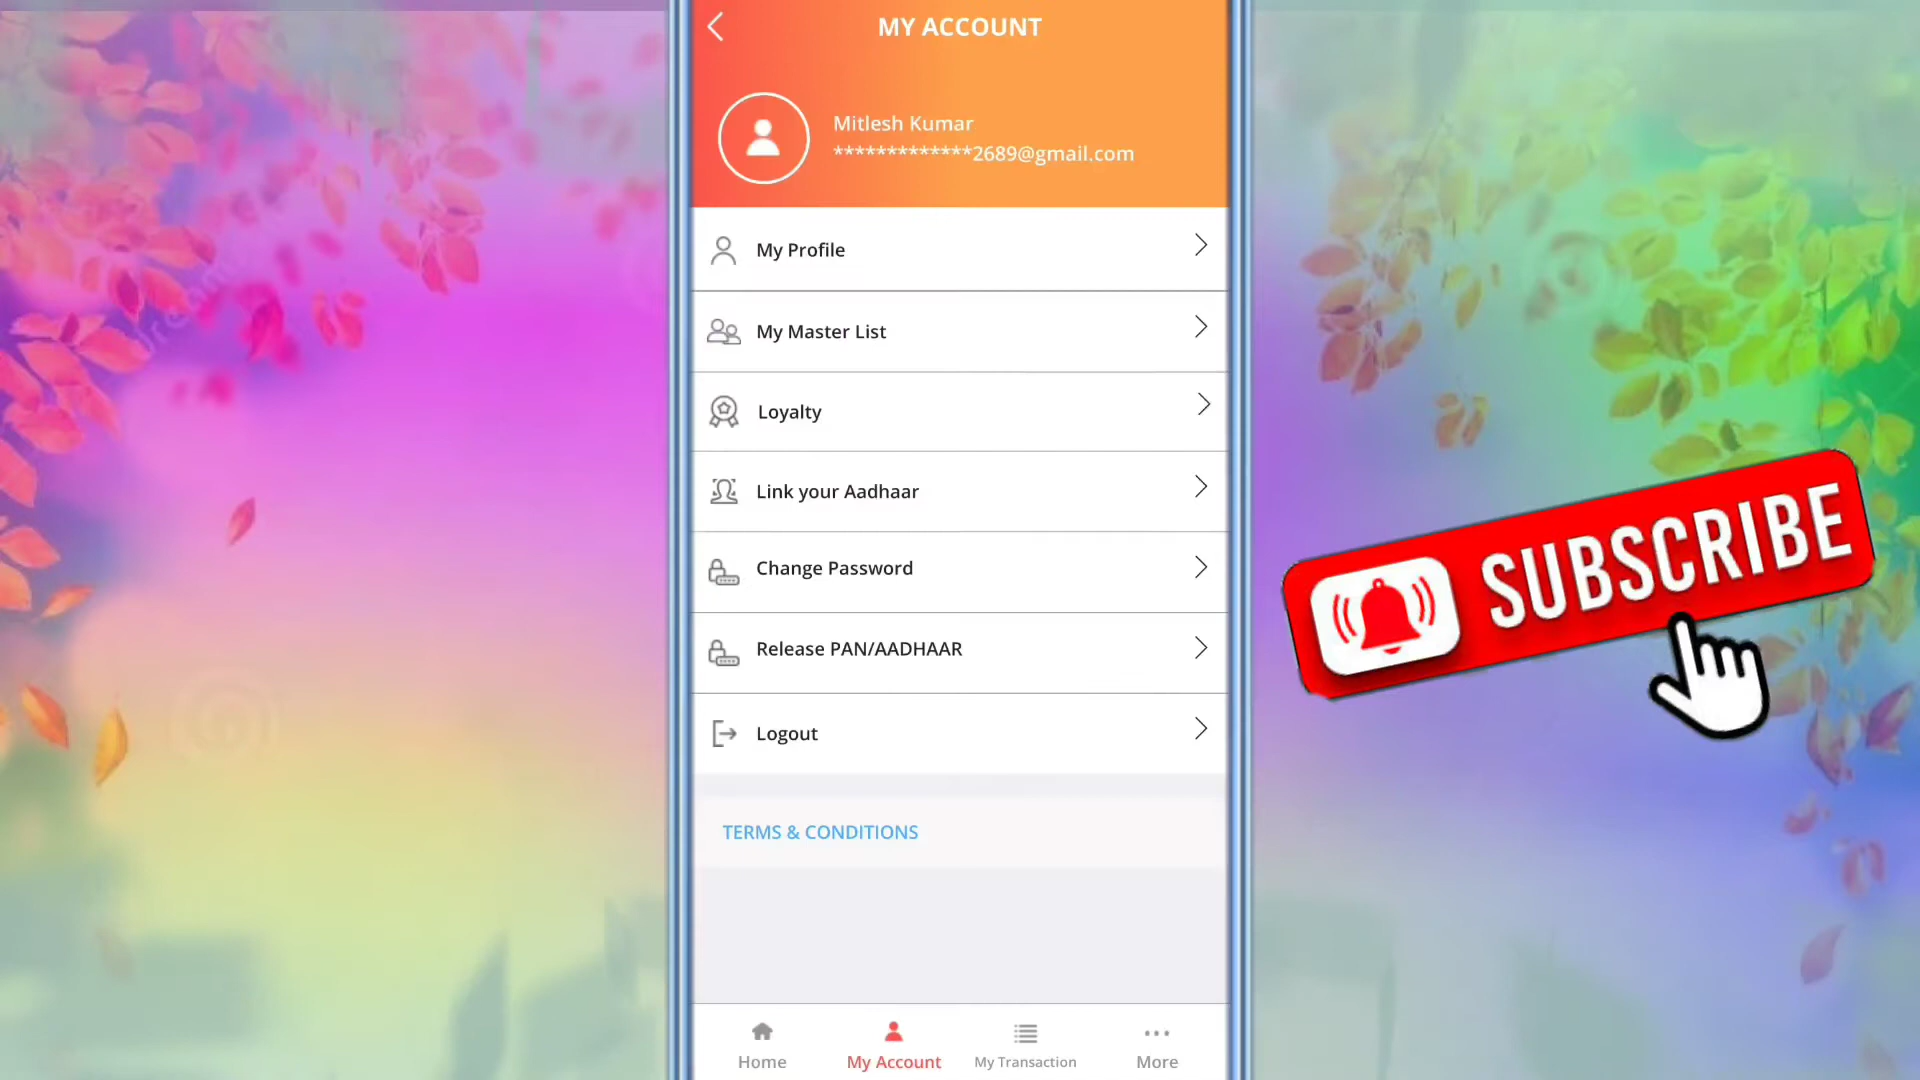 MY ACCOUNT
Mitlesh Kumar
*************2689@gmail.com
My Profile
My Master List
Loyalty
Link your Aadhaar
Change Password
Release PAN/AADHAAR
Logout
TERMS & CONDITIONS
SUBSCRIBE
Home
My Account
My Transaction
More